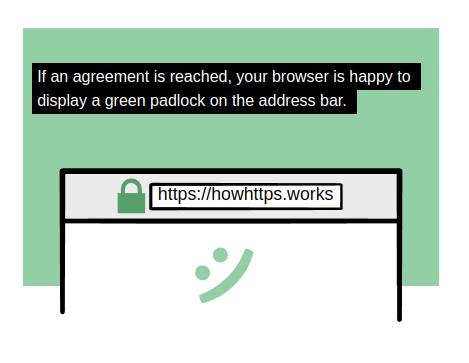 If an agreement is reached, your browser is happy to
display a green padlock on the address bar.
https://howhttps.works